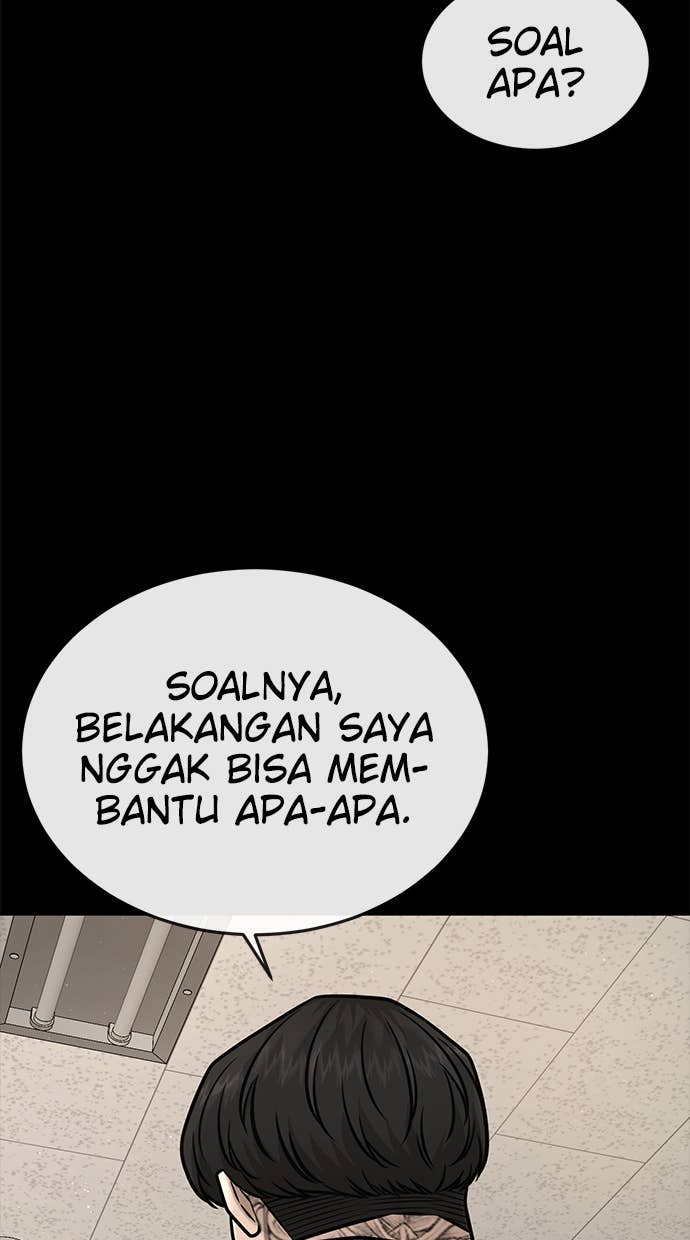 SOAL
APA?
SOALNYA,
BELAKANGAN SAYA
NGGAK BISA MEM-
BANTU APA-APA.